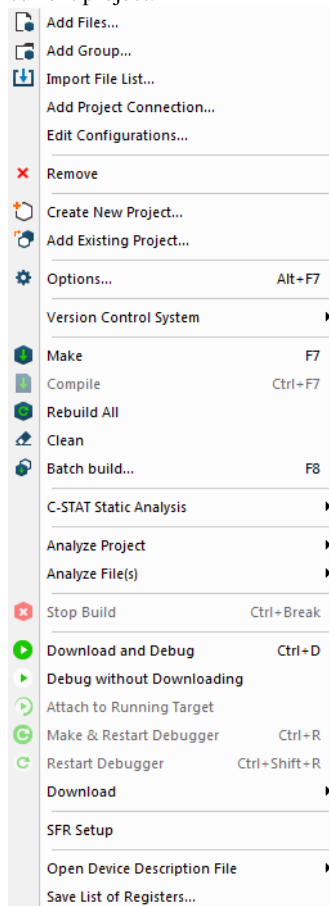 Add Files...
Add Group...
Import File List...
Add Project Connection...
Edit Configurations...
Remove
Create New Project...
Add Existing Project...
Options... Alt+F7
Version Control System
Make F7
Compile Ctrl+F7
Rebuild All
Clean
Batch build... F8
C-STAT Static Analysis
Analyze Project
Analyze File(s)
Stop Build Ctrl+Break
Download and Debug Ctrl+D
Debug without Downloading
Attach to Running Target
Make & Restart Debugger Ctrl+R
Restart Debugger Ctrl+Shift+R
Download
SFR Setup
Open Device Description File
Save List of Registers...